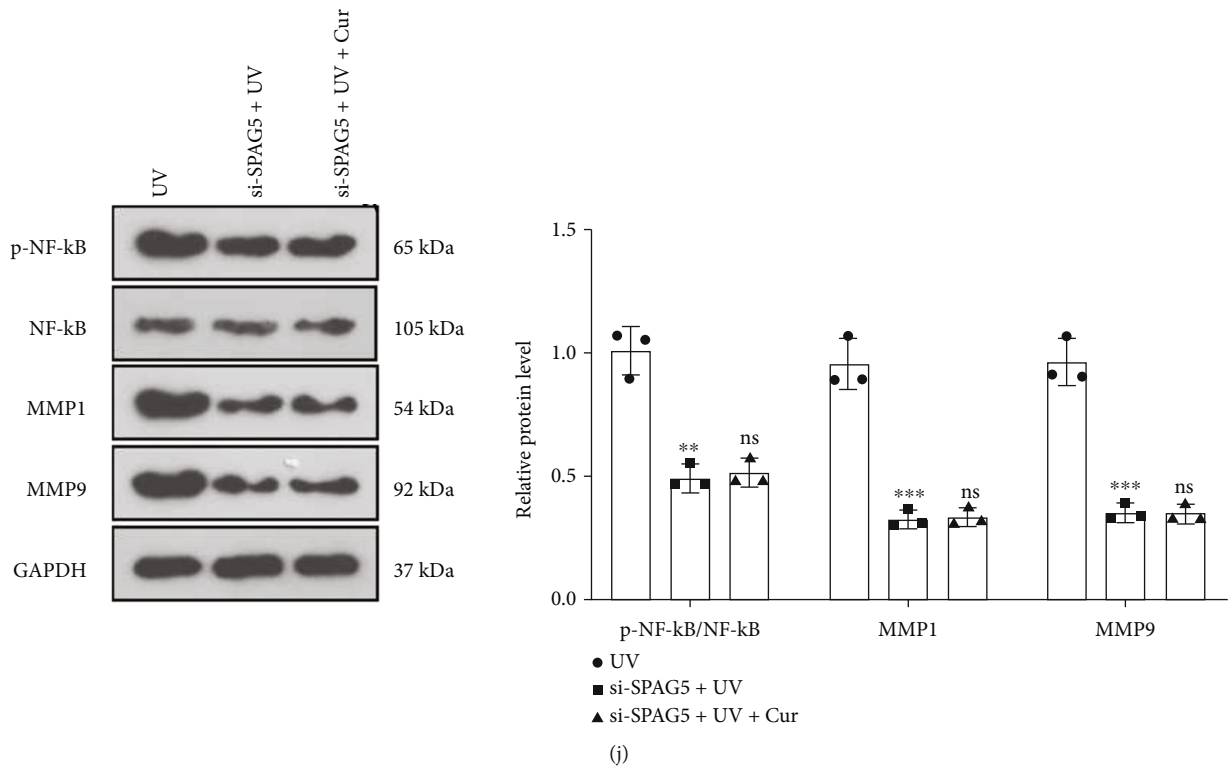 UV
si-SPAG5 + UV
si-SPAG5 + UV + Cur
p-NF-kB
65 kDa
NF-kB
105 kDa
MMP1
54 kDa
MMP9
92 kDa
GAPDH
37 kDa
Relative protein level
1.5
1.0
0.5
0.0
**
ns
***
ns
***
ns
p-NF-kB/NF-kB
MMP1
MMP9
UV
si-SPAG5 + UV
si-SPAG5 + UV + Cur
(j)